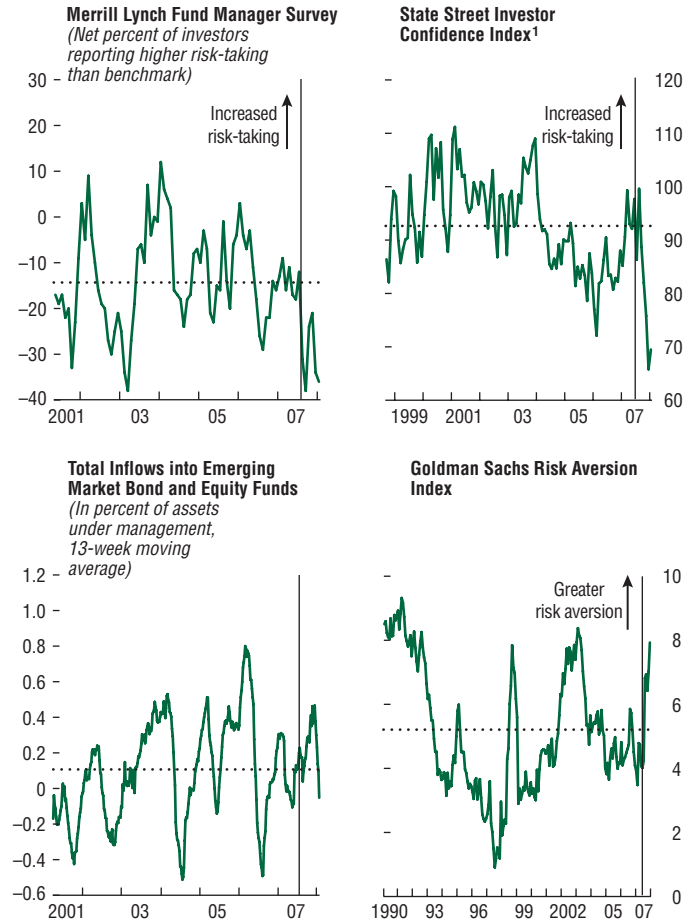 Merrill Lynch Fund Manager Survey
(Net percent of investors
reporting higher risk-taking
than benchmark)
30
20
10
0
–10
–20
–30
–40
Increased
risk-taking
2001
03
05
07
State Street Investor
Confidence Index1
120
110
100
90
80
70
60
Increased
risk-taking
1999
2001
03
05
07
Total Inflows into Emerging
Market Bond and Equity Funds
(In percent of assets
under management,
13-week moving
average)
1.2
1.0
0.8
0.6
0.4
0.2
0
–0.2
–0.4
–0.6
2001
03
05
07
Goldman Sachs Risk Aversion
Index
10
8
6
4
2
0
Greater
risk aversion
1990
93
96
99
2002
05
07